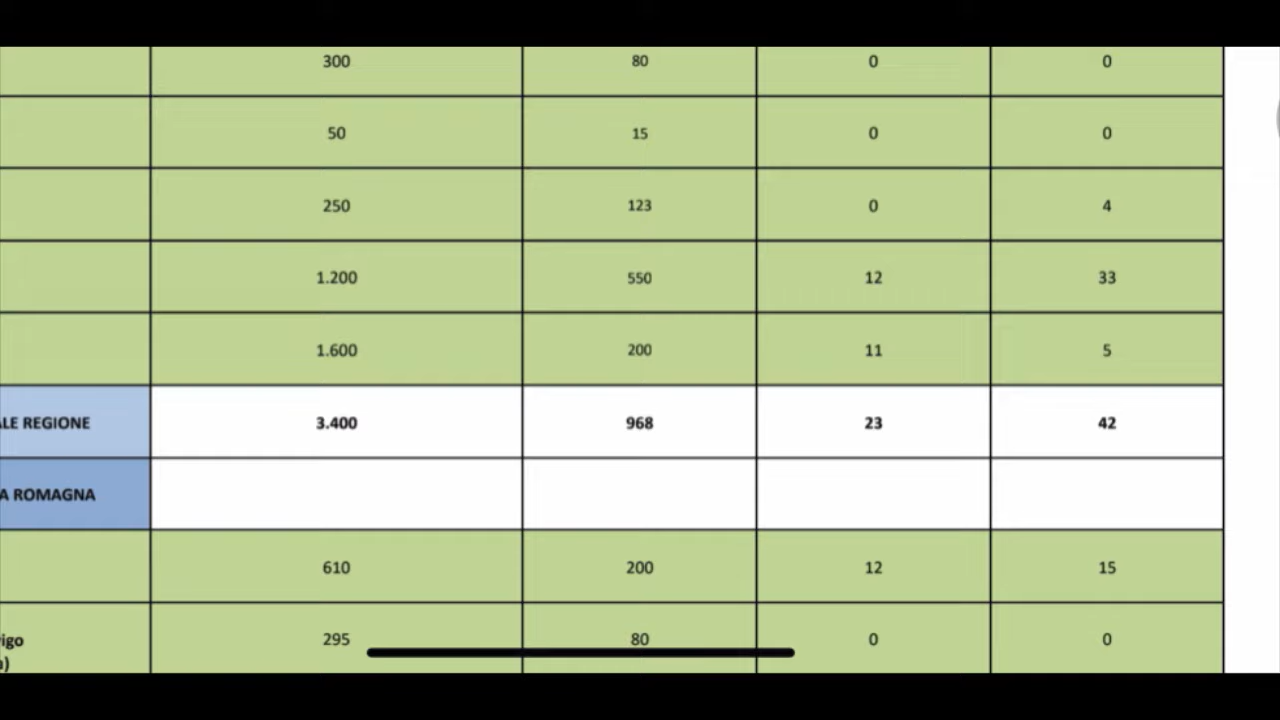 300 80 0 0
50 15 0 0
250 123 0 4
1.200 550 12 33
1.600 200 11 5
ALE REGIONE 3.400 968 23 42
A ROMAGNA
610 200 12 15
igo 295 80 0 0